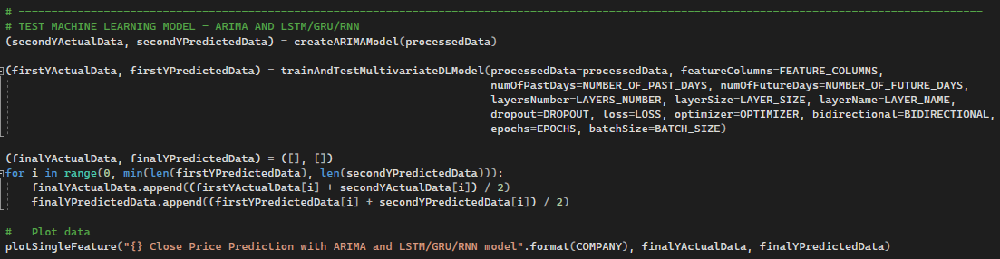 # ------------------------------------------------------------------------------------------------------------------------------------
# TEST MACHINE LEARNING MODEL - ARIMA AND LSTM/GRU/RNN
(secondYActualData, secondYPredictedData) = createARIMAModel(processedData)
(firstYActualData, firstYPredictedData) = trainAndTestMultivariateDLModel(processedData=processedData, featureColumns=FEATURE_COLUMNS,
numOfPastDays=NUMBER_OF_PAST_DAYS, numOfFutureDays=NUMBER_OF_FUTURE_DAYS,
layersNumber=LAYERS_NUMBER, layerSize=LAYER_SIZE, layerName=LAYER_NAME,
dropout=DROPOUT, loss=LOSS, optimizer=OPTIMIZER, bidirectional=BIDIRECTIONAL,
epochs=EPOCHS, batchSize=BATCH_SIZE)
(finalYActualData, finalYPredictedData) = ([], [])
for i in range(0, min(len(firstYPredictedData), len(secondYPredictedData))):
finalYActualData.append((firstYActualData[i] + secondYActualData[i]) / 2)
finalYPredictedData.append((firstYPredictedData[i] + secondYPredictedData[i]) / 2)
#   Plot data
plotSingleFeature("{} Close Price Prediction with ARIMA and LSTM/GRU/RNN model".format(COMPANY), finalYActualData, finalYPredictedData)